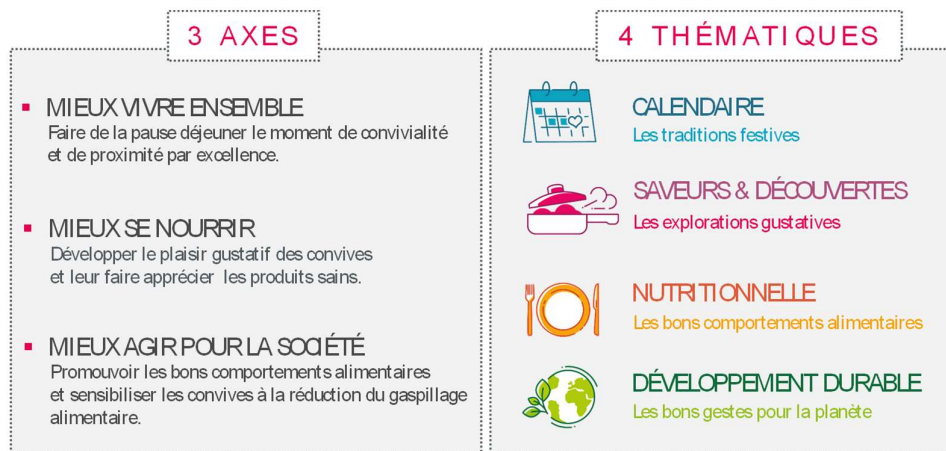 3 AXES
MIEUX VIVRE ENSEMBLE
Faire de la pause déjeuner le moment de convivialité
et de proximité par excellence.
MIEUX SE NOURRIR
Développer le plaisir gustatif des convives
et leur faire apprécier les produits sains.
MIEUX AGIR POUR LA SOCIÉTÉ
Promouvoir les bons comportements alimentaires
et sensibiliser les convives à la réduction du gaspillage
alimentaire.
4 THÉMATIQUES
CALENDAIRE
Les traditions festives
SAVEURS & DÉCOUVERTES
Les explorations gustatives
NUTRITIONNELLE
Les bons comportements alimentaires
DÉVELOPPEMENT DURABLE
Les bons gestes pour la planète